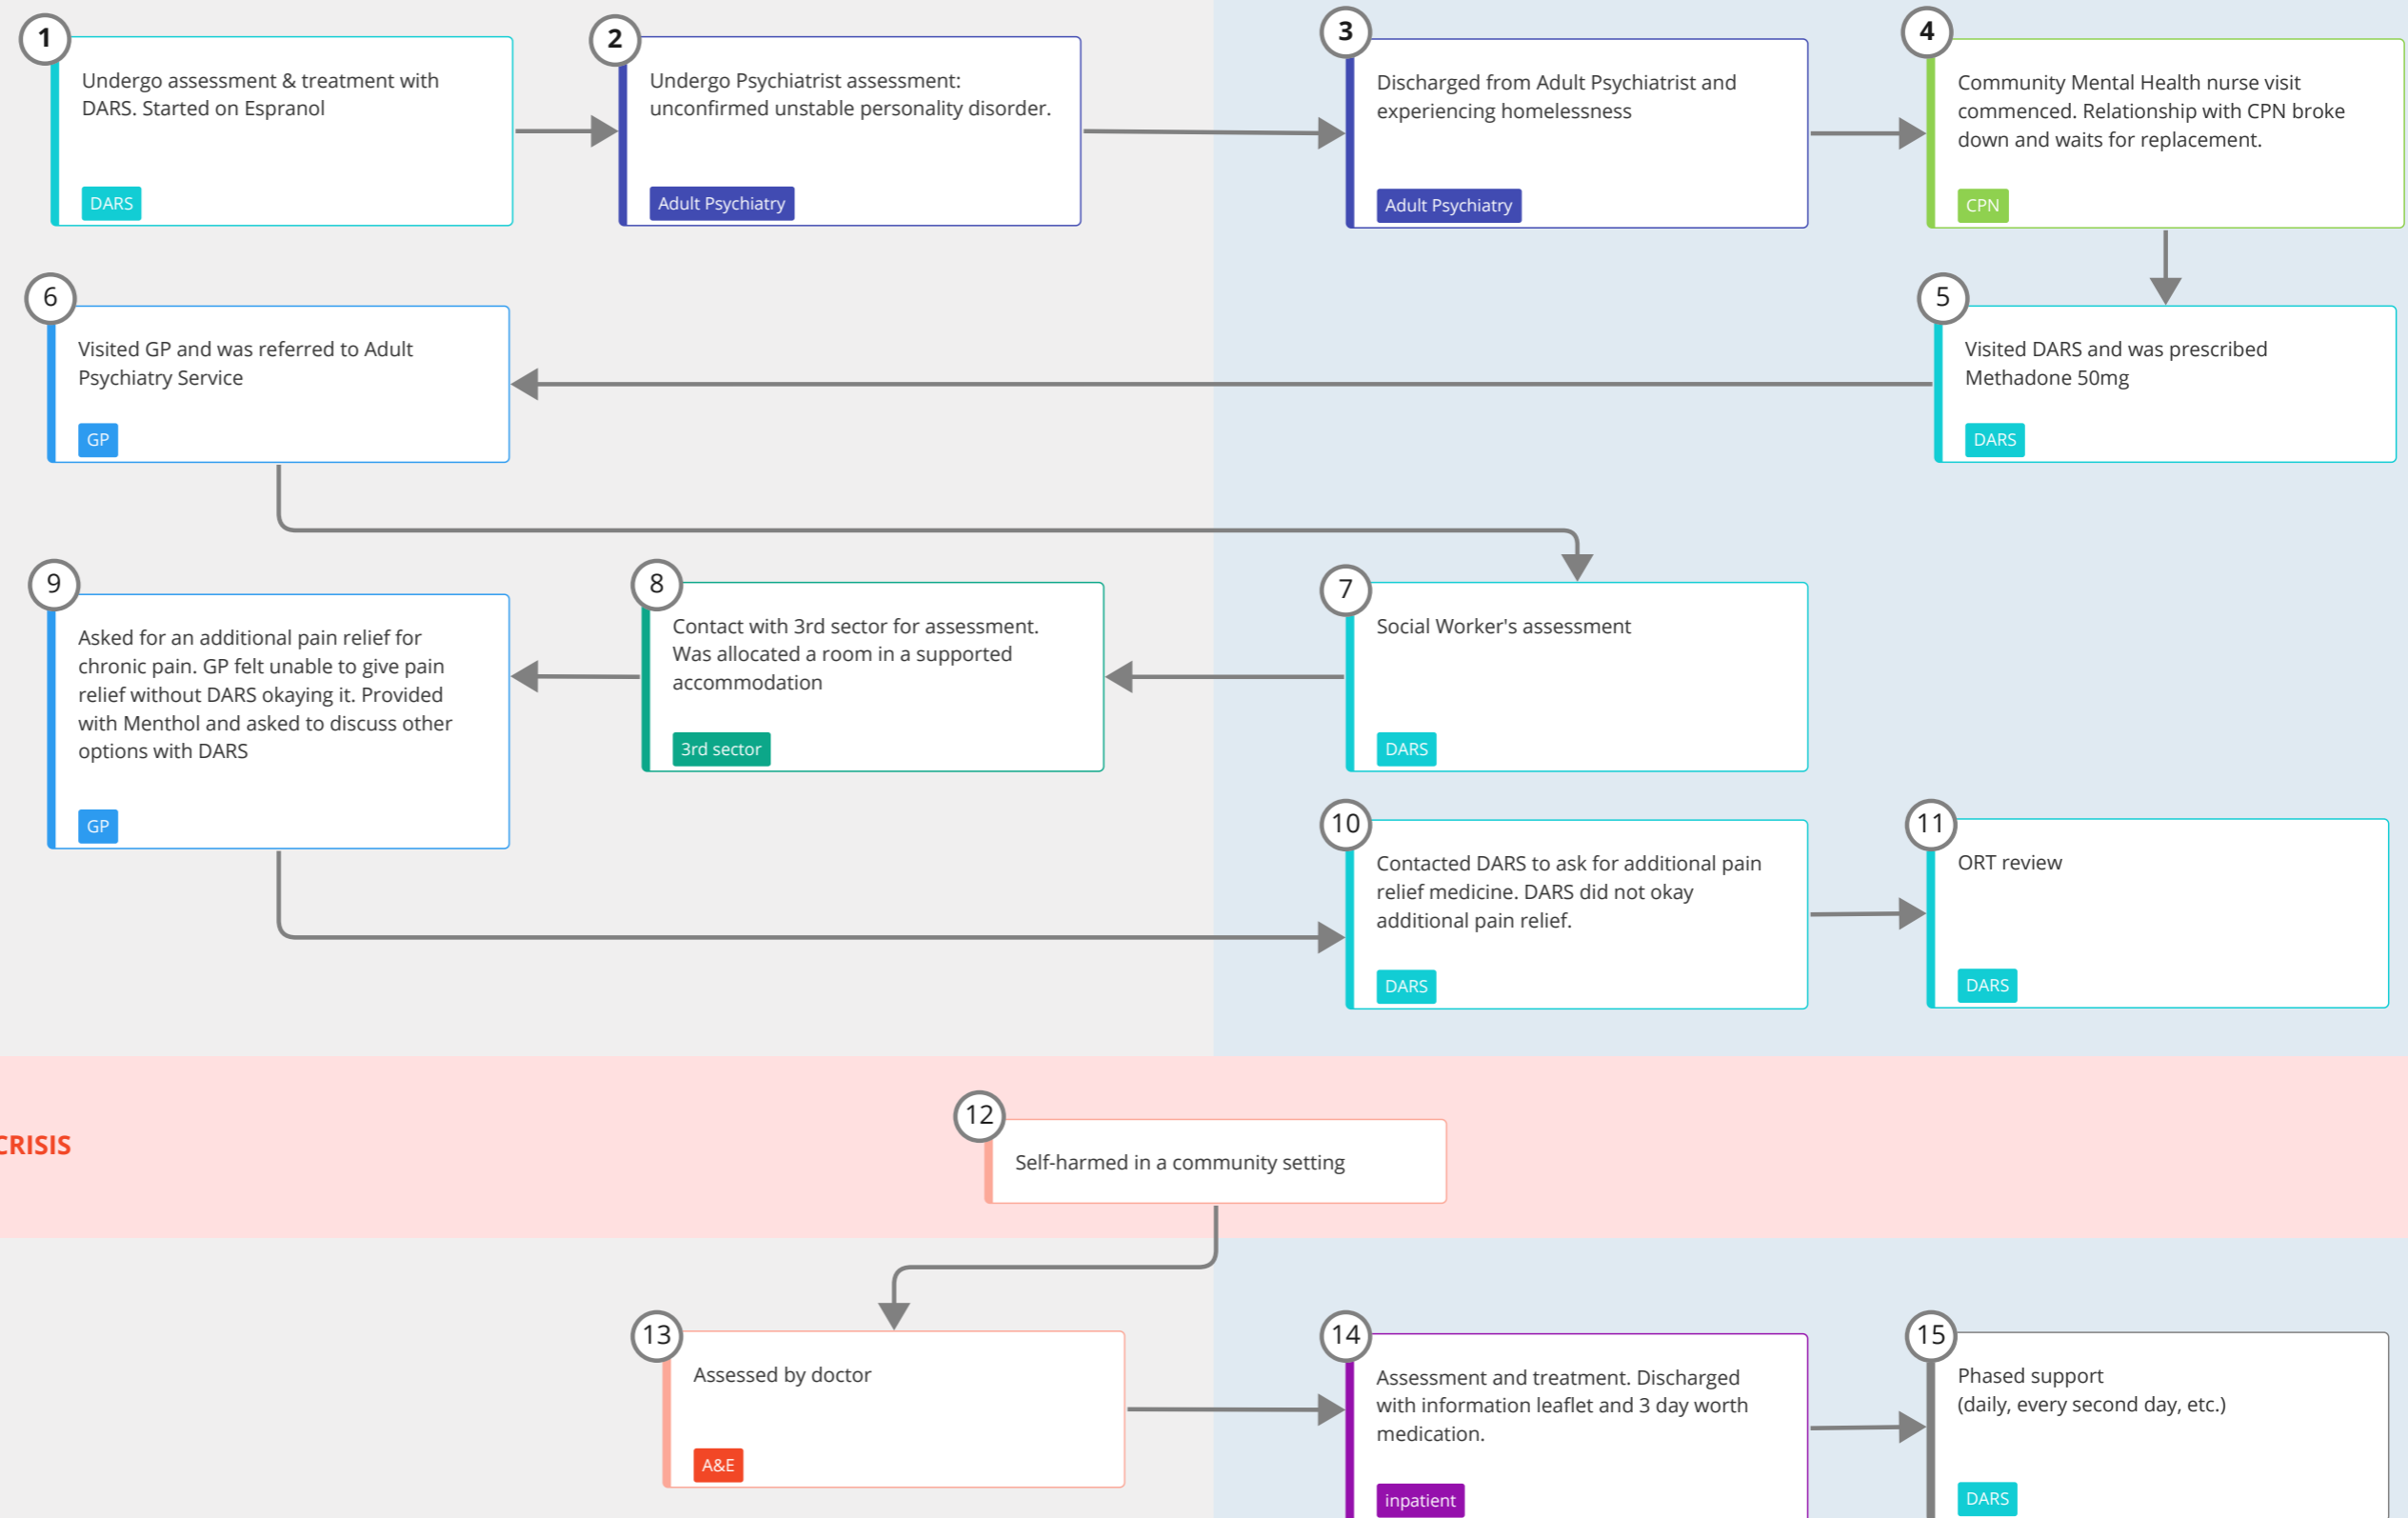 1
Undergo assessment & treatment with
DARS. Started on Espranol
DARS
2
Undergo Psychiatrist assessment:
unconfirmed unstable personality disorder.
Adult Psychiatry
3
Discharged from Adult Psychiatrist and
experiencing homelessness
Adult Psychiatry
4
Community Mental Health nurse visit
commenced. Relationship with CPN broke
down and waits for replacement.
CPN
5
Visited DARS and was prescribed
Methadone 50mg
DARS
6
Visited GP and was referred to Adult
Psychiatry Service
GP
7
Social Worker's assessment
DARS
8
Contact with 3rd sector for assessment.
Was allocated a room in a supported
accommodation
3rd sector
9
Asked for an additional pain relief for
chronic pain. GP felt unable to give pain
relief without DARS okaying it. Provided
with Menthol and asked to discuss other
options with DARS
GP
10
Contacted DARS to ask for additional pain
relief medicine. DARS did not okay
additional pain relief.
DARS
11
ORT review
DARS
CRISIS
12
Self-harmed in a community setting
13
Assessed by doctor
A&E
14
Assessment and treatment. Discharged
with information leaflet and 3 day worth
medication.
inpatient
15
Phased support
(daily, every second day, etc.)
DARS